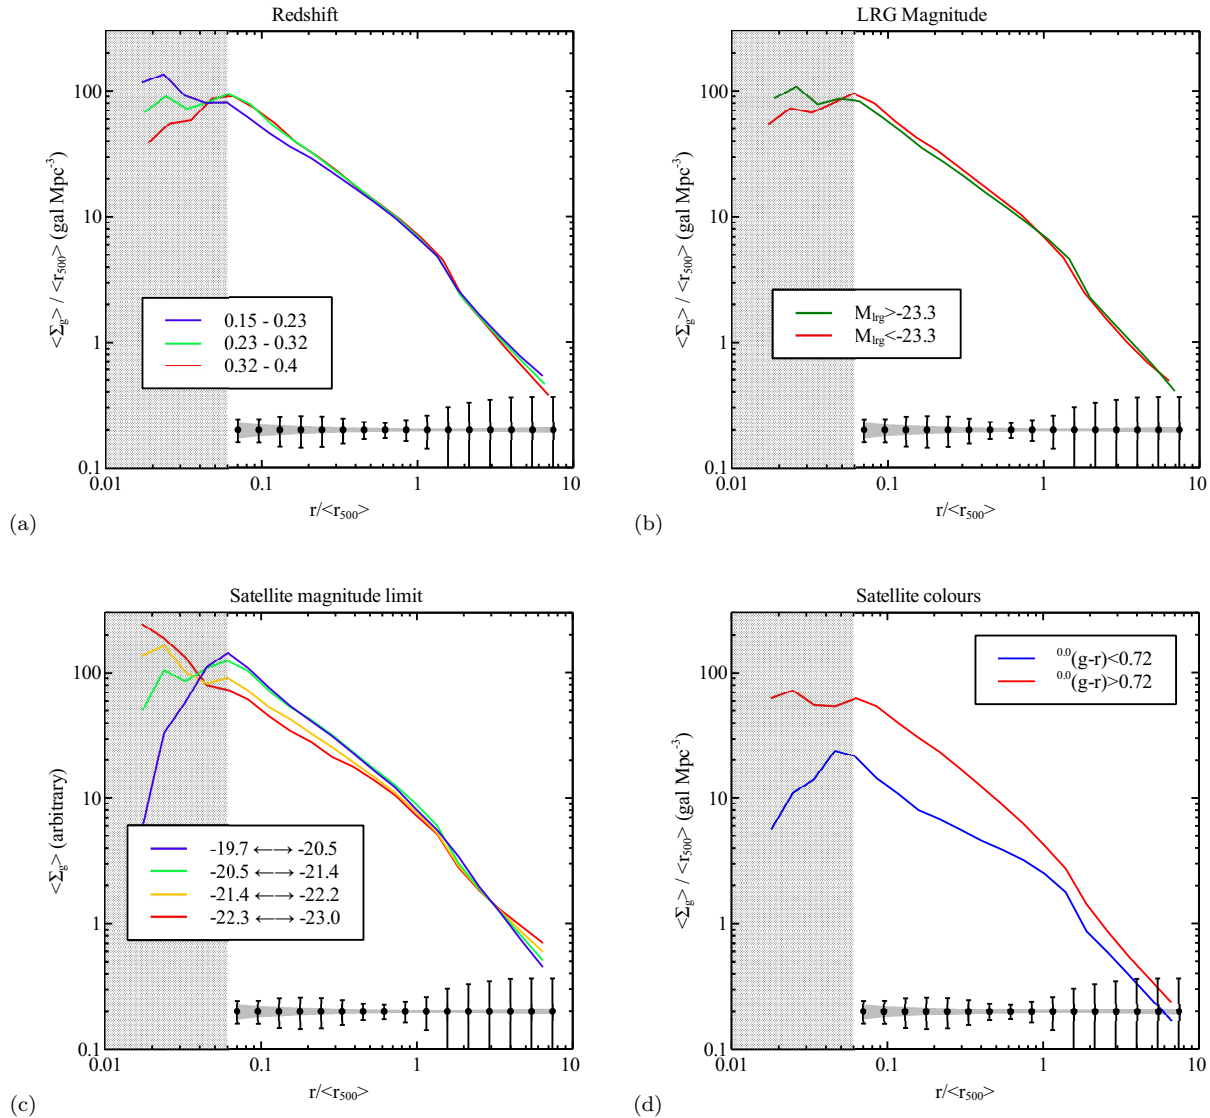 Redshift
100
10
1
0.1
<Σg> / <r500> (gal Mpc-3)
0.15 - 0.23
0.23 - 0.32
0.32 - 0.4
0.01
0.1
1
10
r/<r500>
(a)
LRG Magnitude
100
10
1
0.1
<Σg> / <r500> (gal Mpc-3)
Mlrg>-23.3
Mlrg<-23.3
0.01
0.1
1
10
r/<r500>
(b)
Satellite magnitude limit
100
10
1
0.1
<Σg> (arbitrary)
-19.7 ←→ -20.5
-20.5 ←→ -21.4
-21.4 ←→ -22.2
-22.3 ←→ -23.0
0.01
0.1
1
10
r/<r500>
(c)
Satellite colours
100
10
1
0.1
<Σg> / <r500> (gal Mpc-3)
0.0(g-r)<0.72
0.0(g-r)>0.72
0.01
0.1
1
10
r/<r500>
(d)